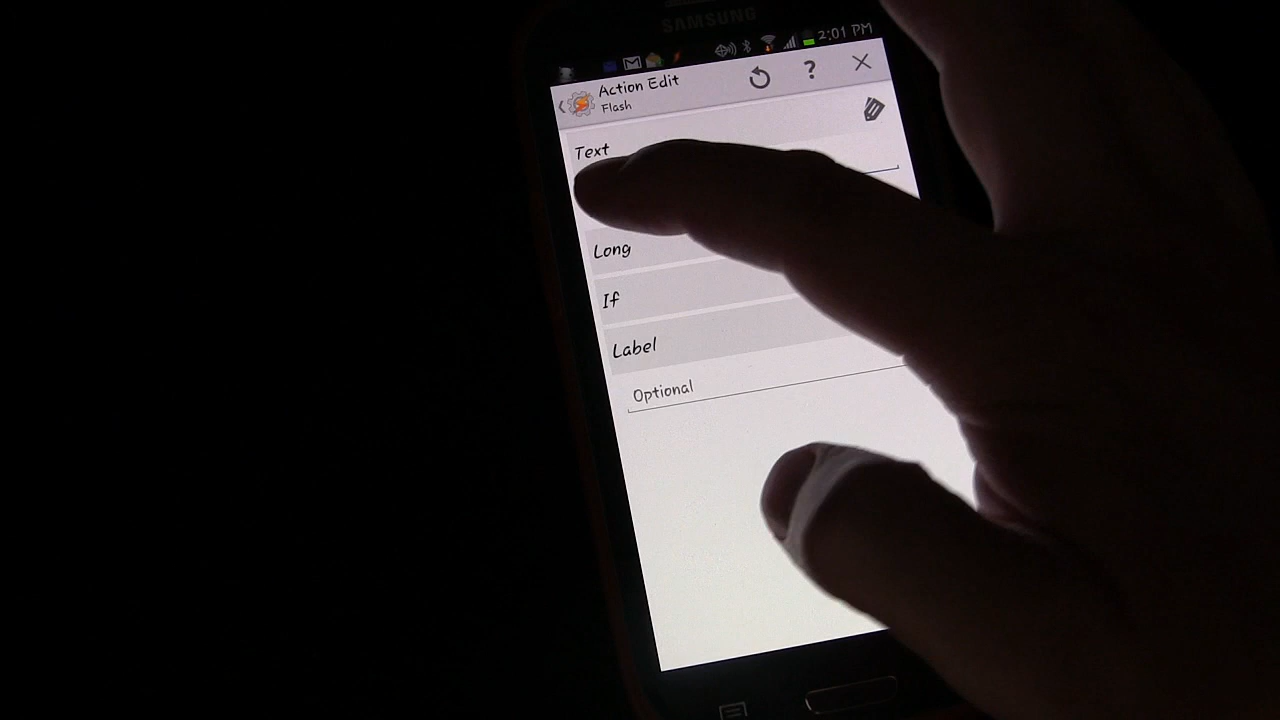 SAMSUNG
2:01 PM
Action Edit
Flash
?
Text
Long
If
Label
Optional